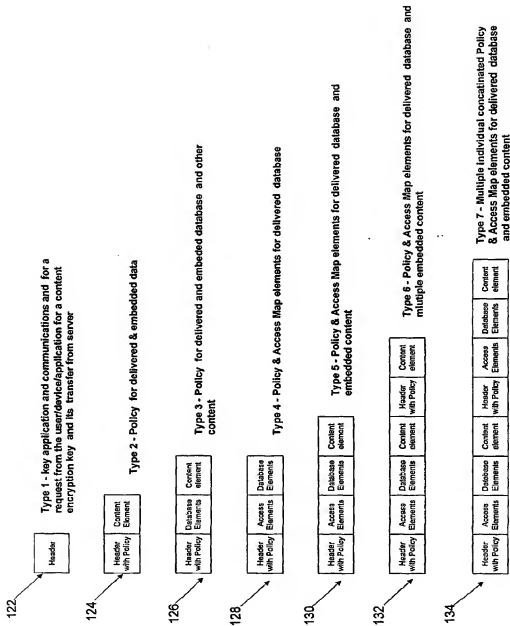 122
Header
Type 1 - key application and communications and for a
request from the user/device/application for a content
encryption key and its transfer from server
124
Header
with Policy
Content
Element
Type 2 - Policy for delivered & embedded data
126
Header
with Policy
Database
Elements
Content
element
Type 3 - Policy for delivered and embeded database and other
content
128
Header
with Policy
Access
Elements
Database
Elements
Type 4 - Policy & Access Map elements for delivered database
130
Header
with Policy
Access
Elements
Database
Elements
Content
element
Type 5 - Policy & Access Map elements for delivered database and
embedded content
132
Header
with Policy
Access
Elements
Database
Elements
Content
element
Header
with Policy
Content
element
Type 6 - Policy & Access Map elements for delivered database and
mlutiple embedded content
134
Header
with Policy
Access
Elements
Database
Elements
Content
element
Header
with Policy
Access
Elements
Database
Elements
Content
element
Type 7 - Multiple individual concatinated Policy
& Access Map elements for delivered database
and embedded content